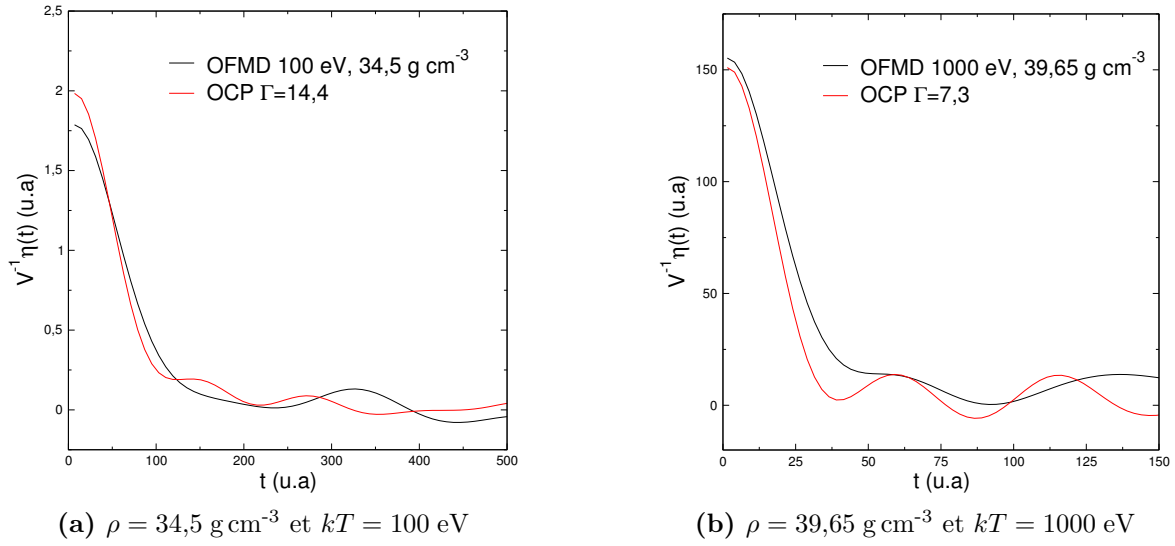 2,5
2
1,5
1
0,5
0
V⁻¹η(t) (u.a)
OFMD 100 eV, 34,5 g cm⁻³
OCP Γ=14,4
0 100 200 300 400 500
t (u.a)
(a) ρ = 34,5 g cm⁻³ et kT = 100 eV
150
100
50
0
V⁻¹η(t) (u.a)
OFMD 1000 eV, 39,65 g cm⁻³
OCP Γ=7,3
0 25 50 75 100 125 150
t (u.a)
(b) ρ = 39,65 g cm⁻³ et kT = 1000 eV